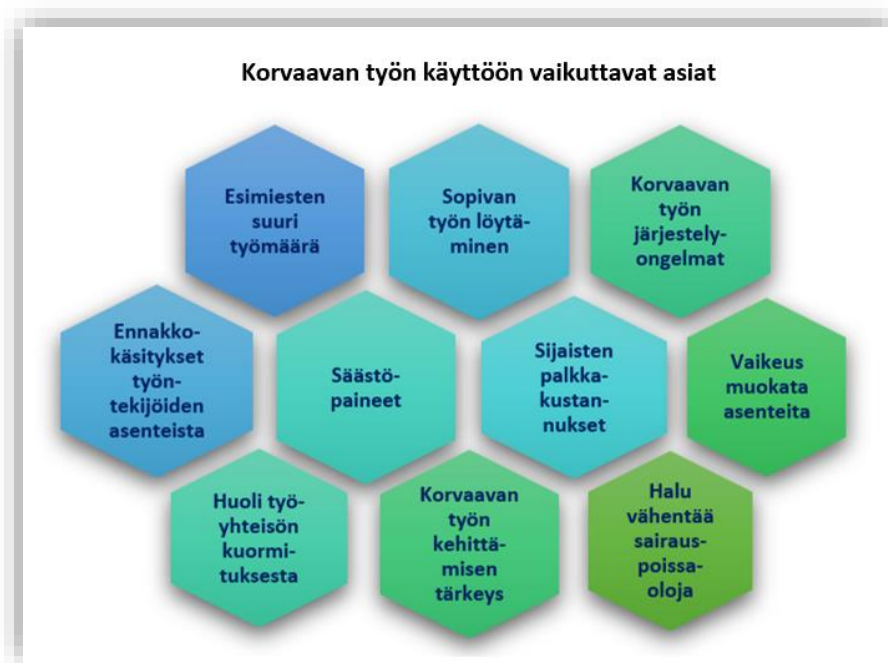 Korvaavan työn käyttöön vaikuttavat asiat
Esimiesten
suuri
työmäärä
Sopivan
työn löytä-
minen
Korvaavan
työn
järjestely-
ongelmat
Ennakko-
käsitykset
työn-
tekijöiden
asenteista
Säästö-
paineet
Sijaisten
palkka-
kustan-
nukset
Vaikeus
muokata
asenteita
Huoli työ-
yhteisön
kuormi-
tuksesta
Korvaavan
työn
kehittä-
misen
tärkeys
Halu
vähentää
sairaus-
poissa-
oloja